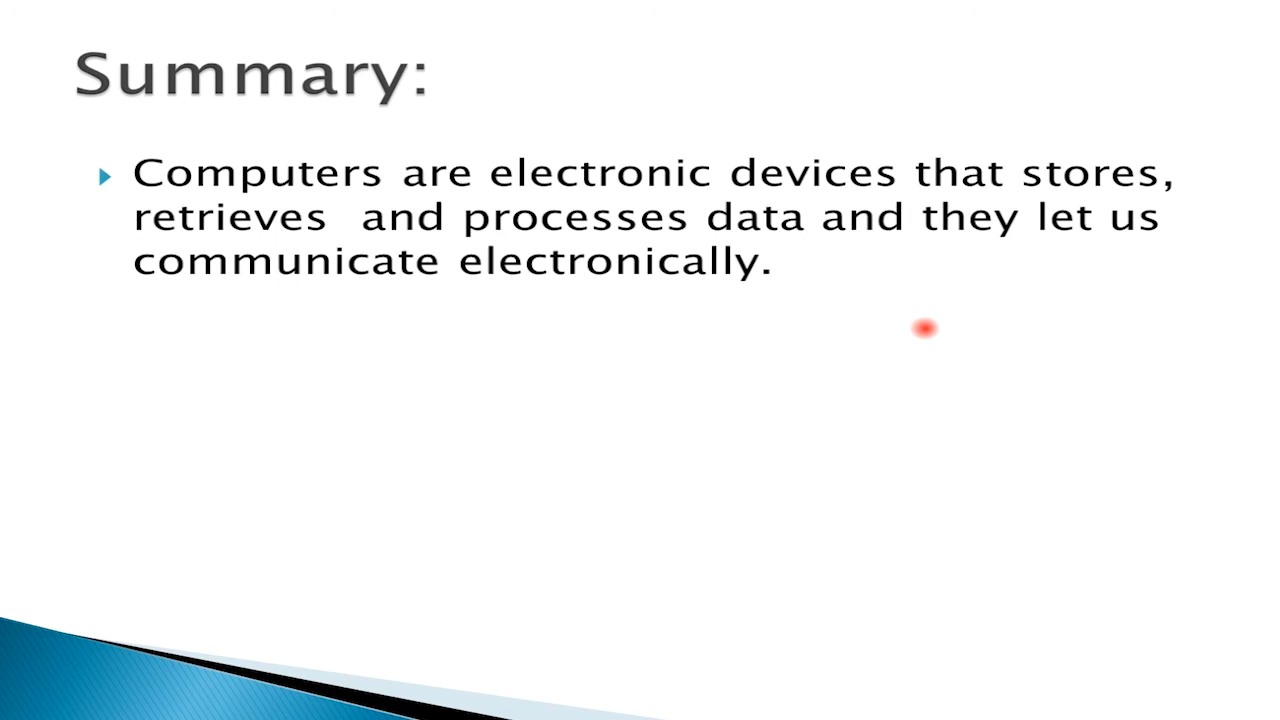 Summary:
Computers are electronic devices that stores,
retrieves and processes data and they let us
communicate electronically.